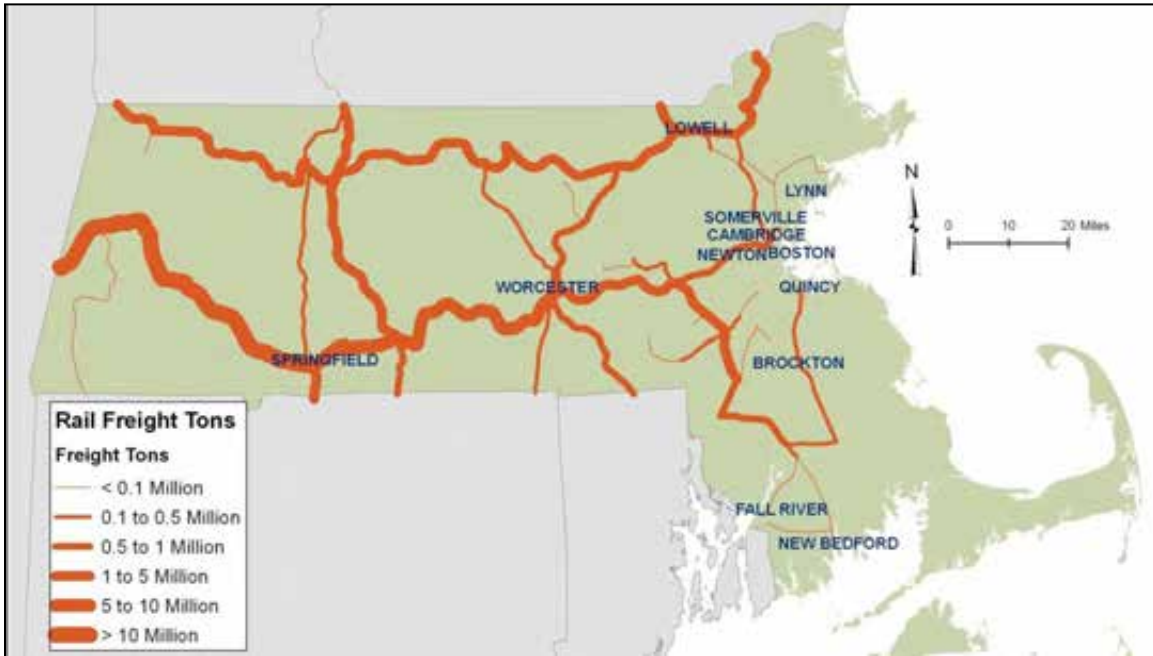 LOWELL
LYNN
N
SOMERVILLE
CAMBRIDGE
NEWTON BOSTON
0 10 20 Miles
WORCESTER
QUINCY
SPRINGFIELD
BROCKTON
FALL RIVER
NEW BEDFORD
Rail Freight Tons
Freight Tons
< 0.1 Million
0.1 to 0.5 Million
0.5 to 1 Million
1 to 5 Million
5 to 10 Million
> 10 Million